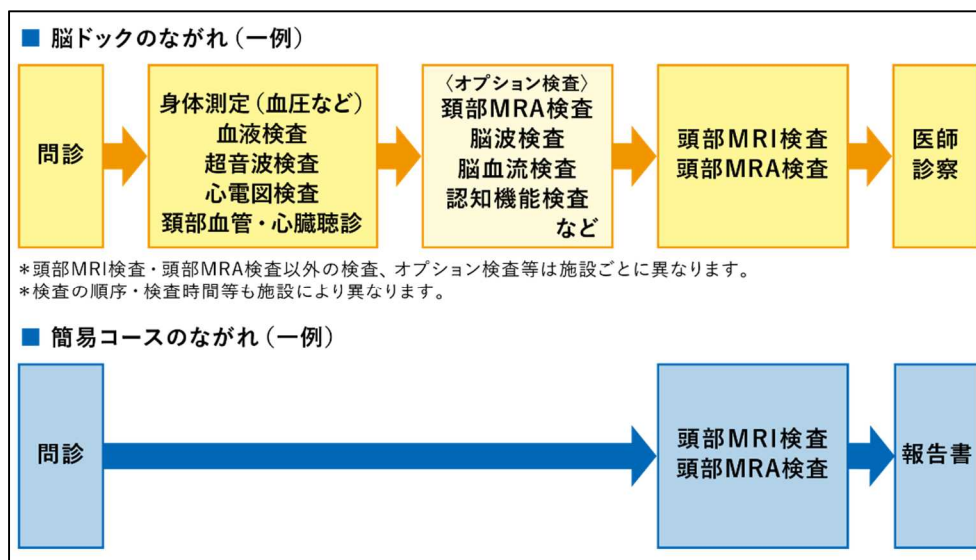 ■ 脳ドックのながれ（一例）
問診
身体測定（血圧など）
血液検査
超音波検査
心電図検査
頚部血管・心臓聴診
〈オプション検査〉
頚部MRA検査
脳波検査
脳血流検査
認知機能検査
など
頭部MRI検査
頭部MRA検査
医師
診察
＊頭部MRI検査・頭部MRA検査以外の検査、オプション検査等は施設ごとに異なります。
＊検査の順序・検査時間等も施設により異なります。
■ 簡易コースのながれ（一例）
問診
頭部MRI検査
頭部MRA検査
報告書